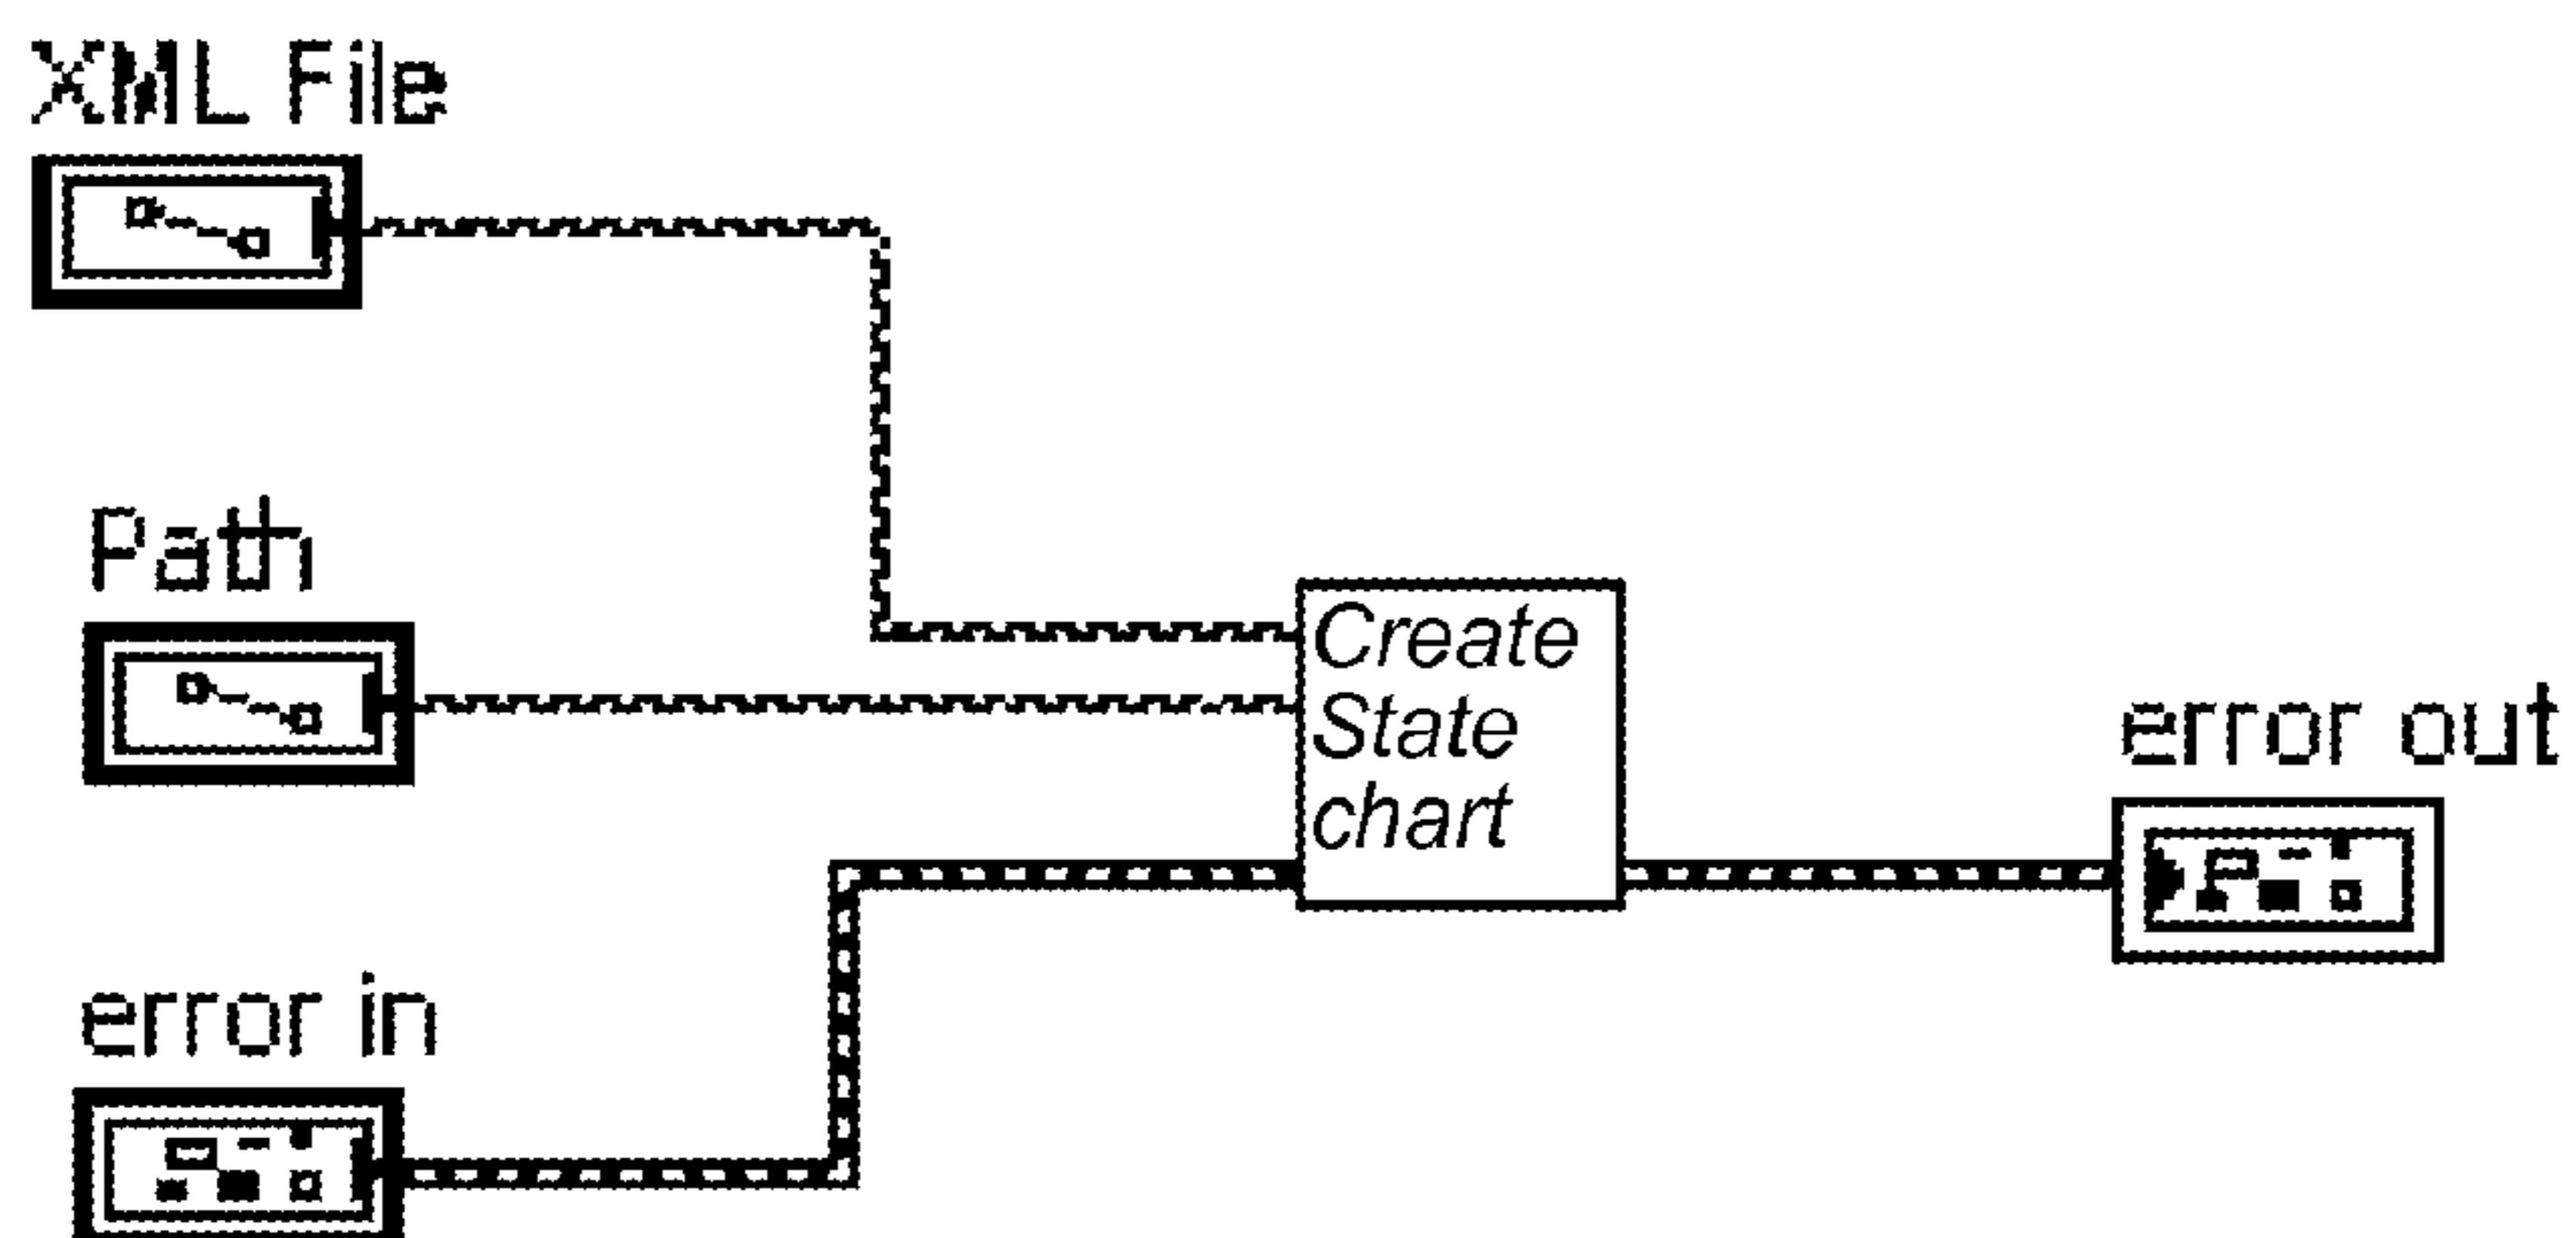 XML File
Path
Create
State
chart
error out
error in